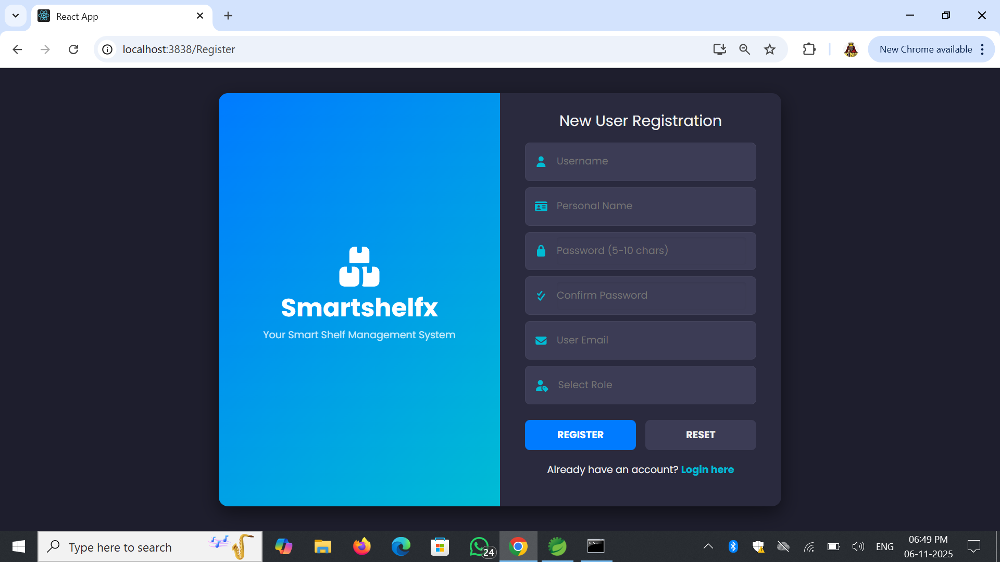 React App
localhost:3838/Register
New Chrome available
New User Registration
Username
Personal Name
Password (5-10 chars)
Confirm Password
User Email
Select Role
REGISTER
RESET
Already have an account? Login here
Smartshelfx
Your Smart Shelf Management System
Type here to search
24
ENG
06:49 PM
06-11-2025